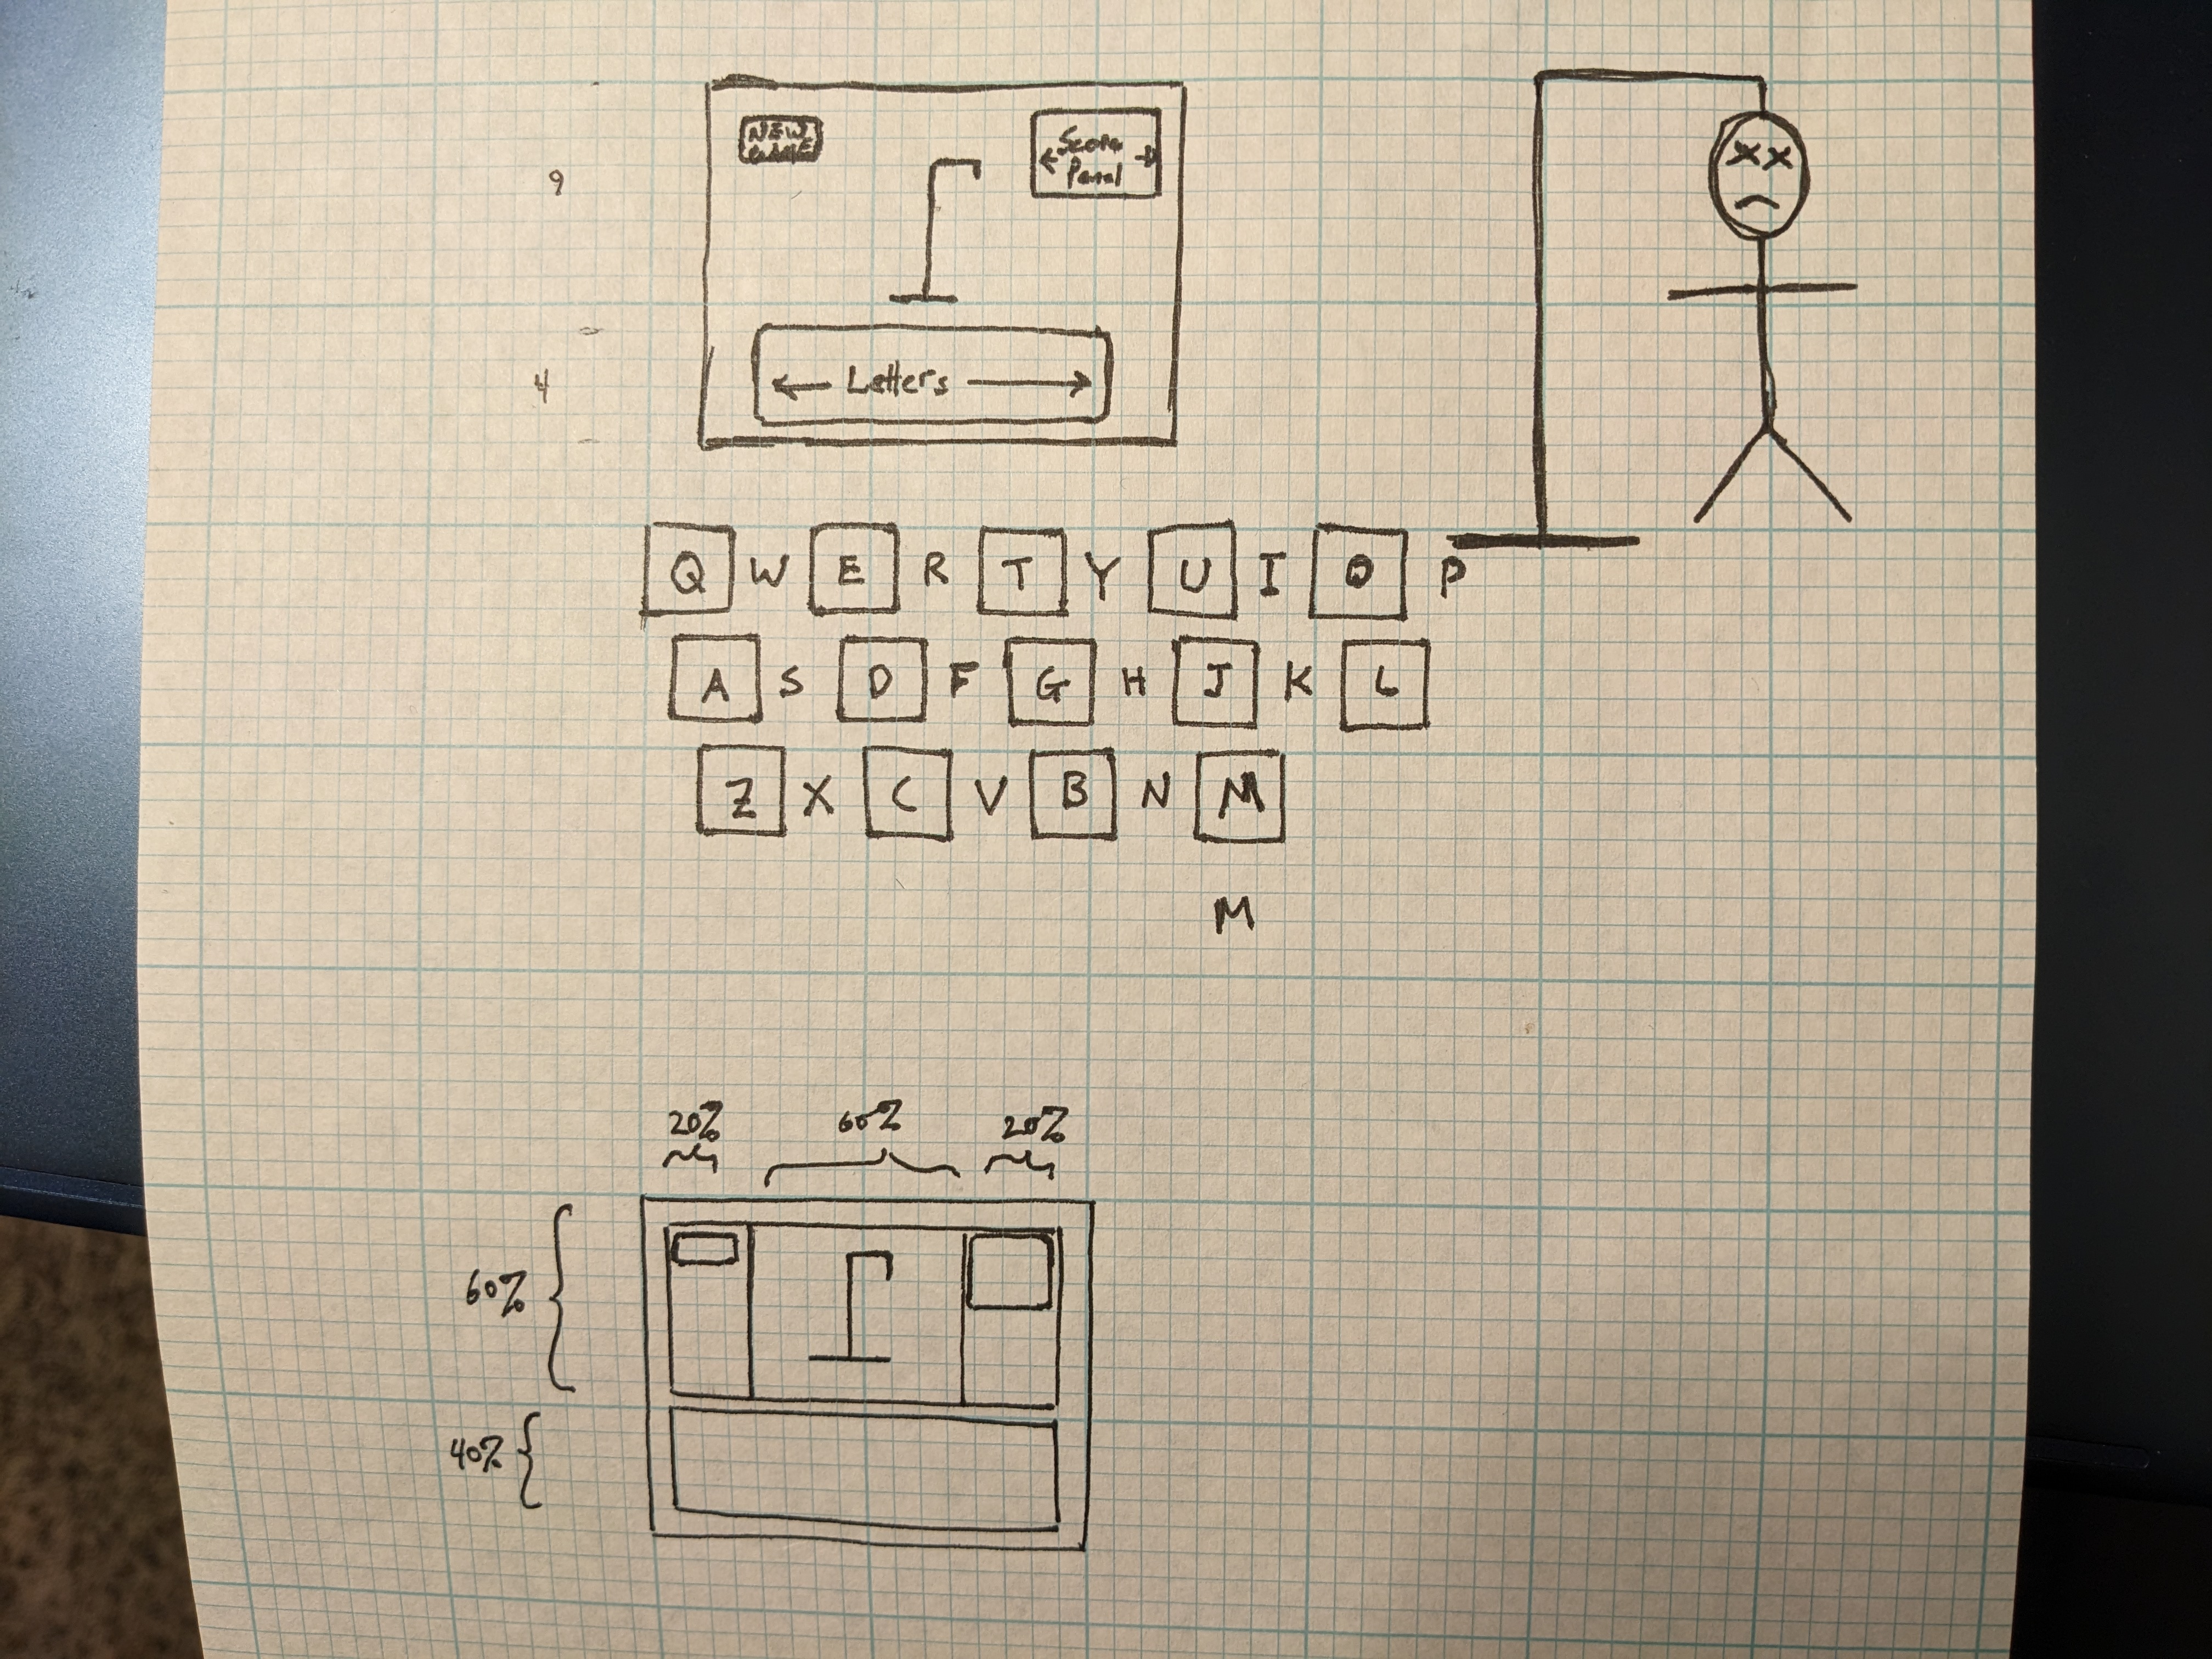 NEW
GAME
Score
Panel
9
4
Letters
Q W E R T Y U I O P
A S D F G H J K L
Z X C V B N M
M
20% 60% 20%
60%
40%